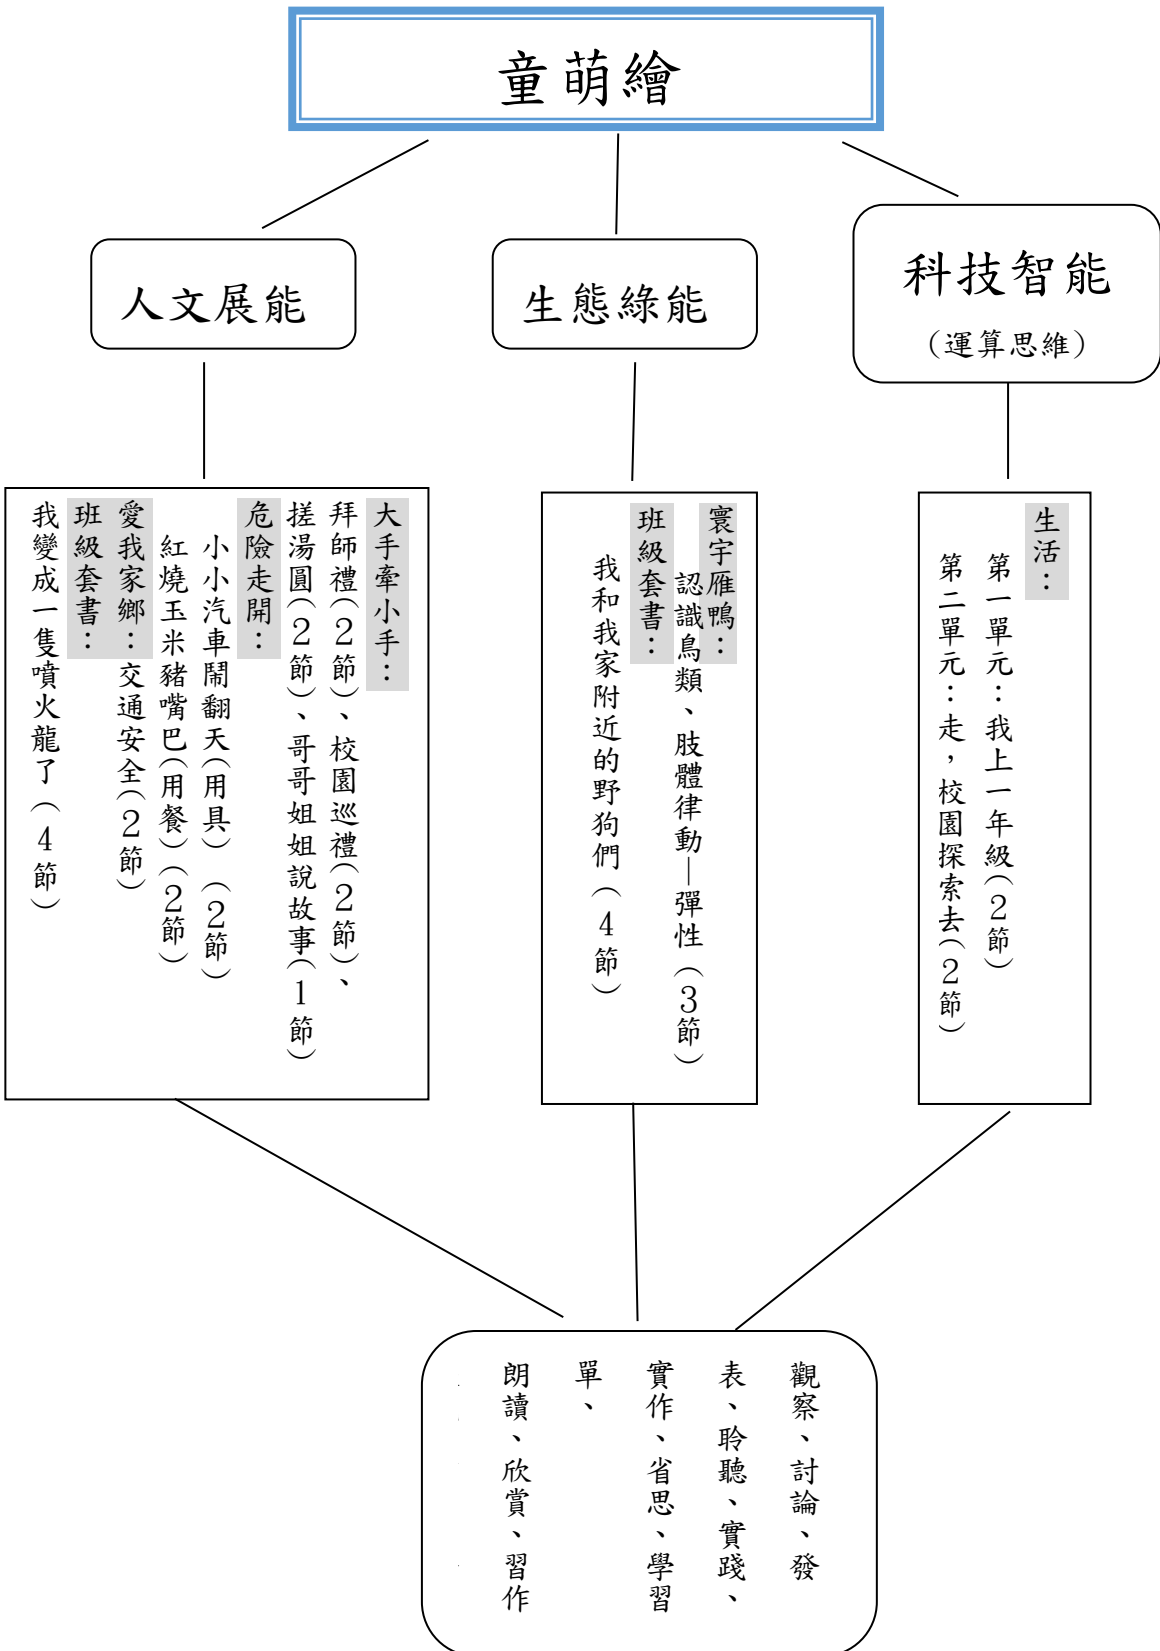 童萌繪
人文展能
生態綠能
科技智能
(運算思維)
大手牽小手：
拜師禮(2節)、校園巡禮(2節)、
搓湯圓(2節)、哥哥姐姐說故事(1節)
危險走開：
小小汽車鬧翻天(用具) (2節)
紅燒玉米豬嘴巴(用餐)(2節)
愛我家鄉：交通安全(2節)
班級套書：
我變成一隻噴火龍了(4節)
寰宇雁鴨：
認識鳥類、肢體律動—彈性 (3節)
班級套書：
我和我家附近的野狗們(4節)
生活：
第一單元：我上一年級(2節)
第二單元：走，校園探索去(2節)
觀察、討論、發
表、聆聽、實踐、
實作、省思、學習
單、
朗讀、欣賞、習作